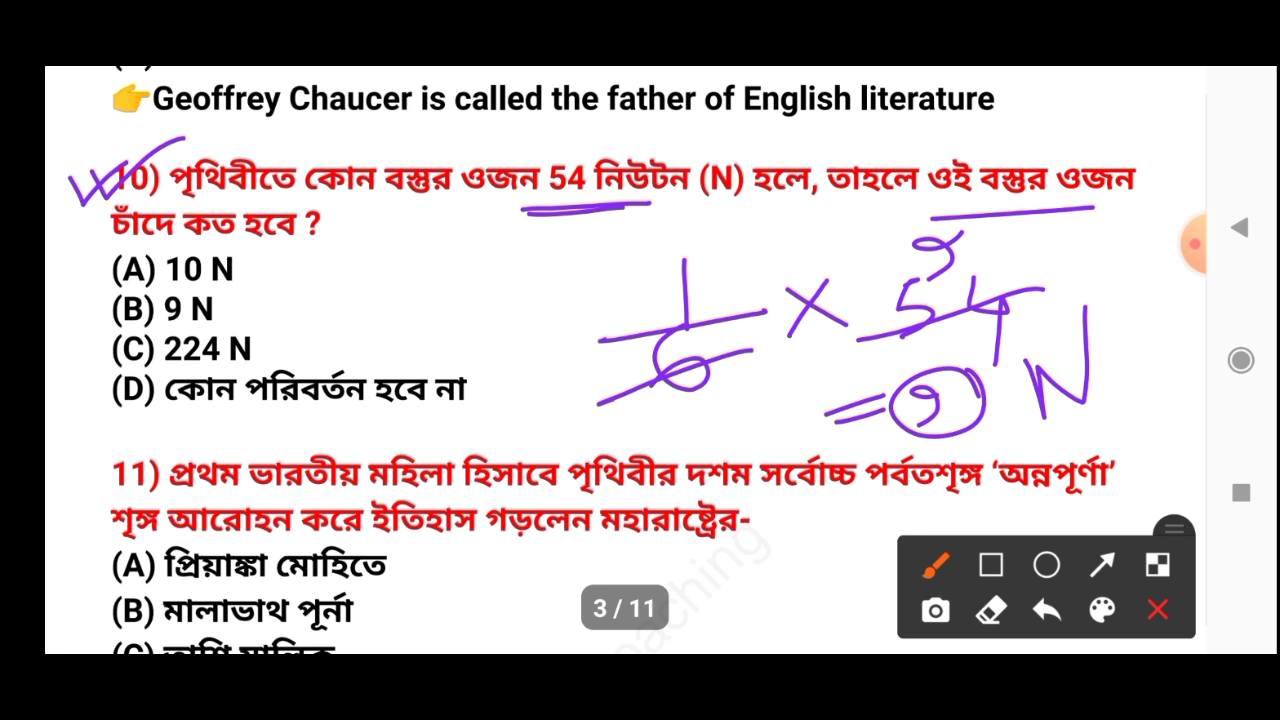 👉Geoffrey Chaucer is called the father of English literature
10) পৃথিবীতে কোন বস্তুর ওজন 54 নিউটন (N) হলে, তাহলে ওই বস্তুর ওজন
চাঁদে কত হবে ?
(A) 10 N
(B) 9 N
(C) 224 N
(D) কোন পরিবর্তন হবে না
9
1/6 × 54
= 9 N
11) প্রথম ভারতীয় মহিলা হিসাবে পৃথিবীর দশম সর্বোচ্চ পর্বতশৃঙ্গ ‘অন্নপূর্ণা’
শৃঙ্গ আরোহন করে ইতিহাস গড়লেন মহারাষ্ট্রের-
(A) প্রিয়াঙ্কা মোহিতে
(B) মালাভাথ পূর্না
3 / 11